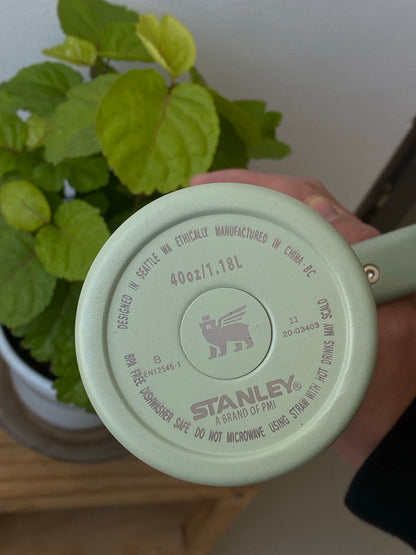 DESIGNED IN SEATTLE WA ETHICALLY MANUFACTURED IN CHINA · BC
40oz/1.18L
23
20-03403
B
EN12546-1
STANLEY®
A BRAND OF PMI
BPA FREE DISHWASHER SAFE DO NOT MICROWAVE USING STRAW WITH HOT DRINKS MAY SCALD